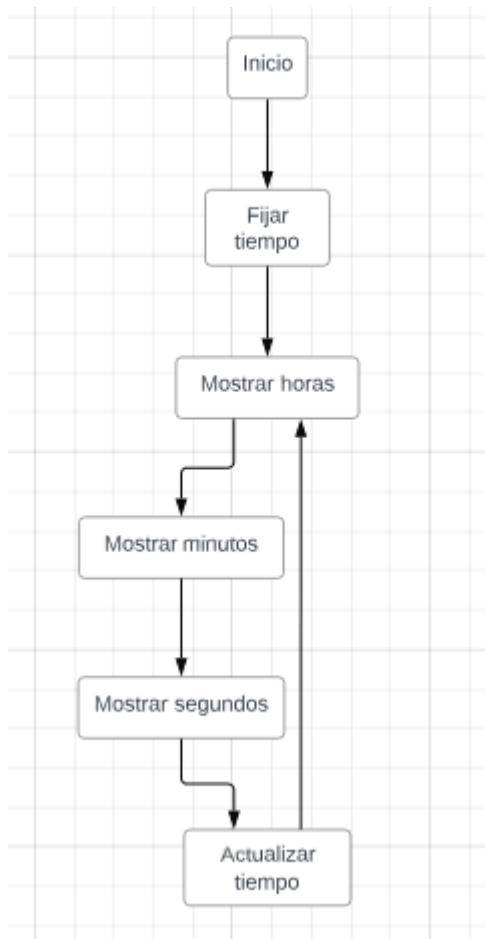 Inicio
Fijar
tiempo
Mostrar horas
Mostrar minutos
Mostrar segundos
Actualizar
tiempo